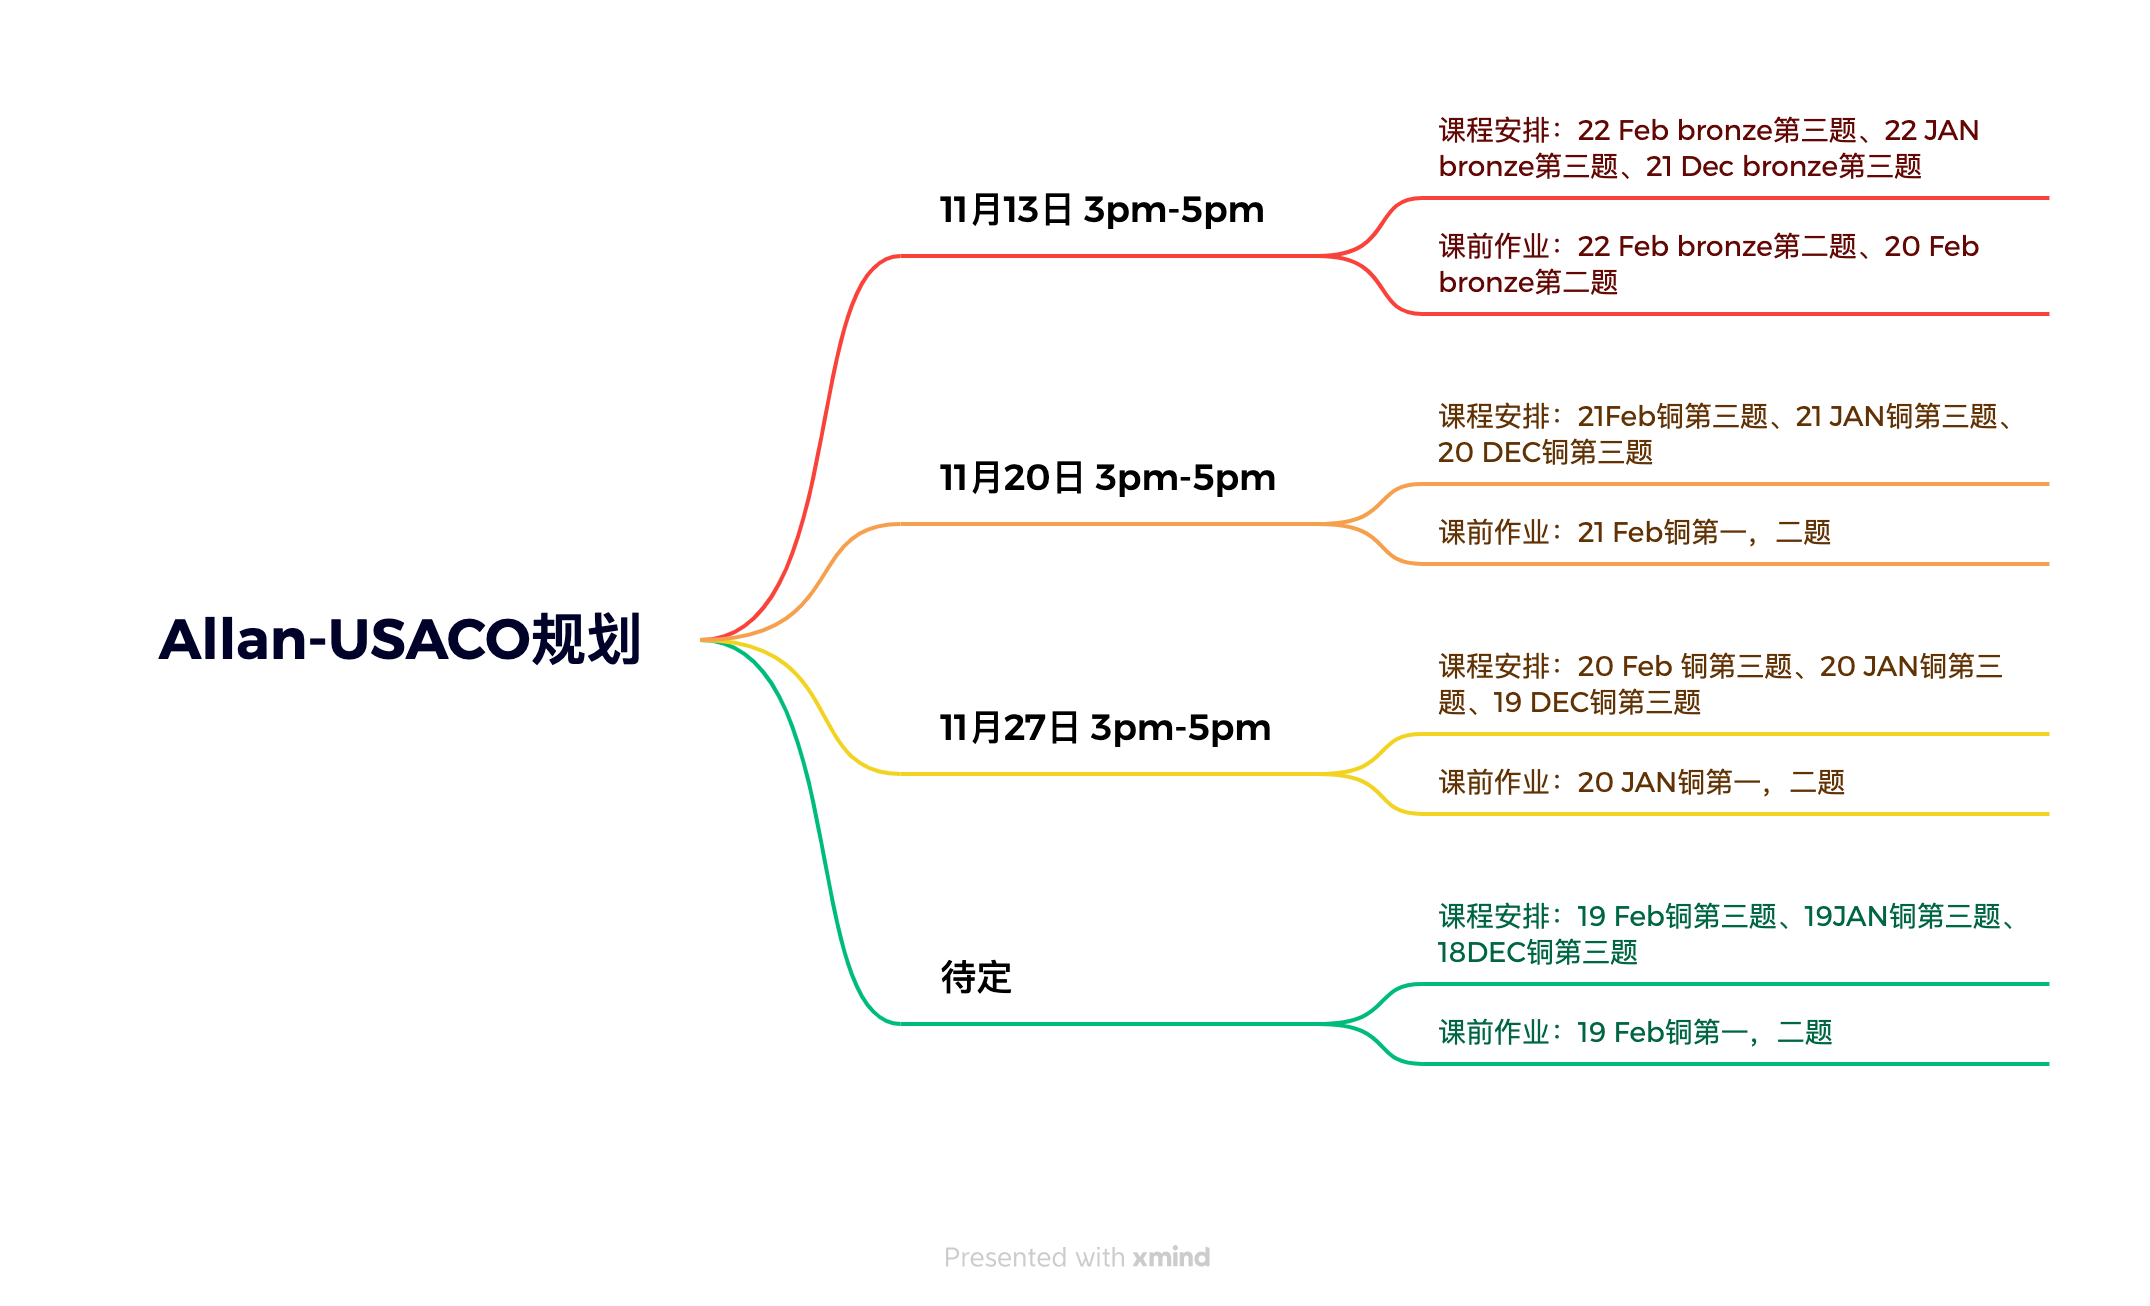 Allan-USACO规划
11月13日 3pm-5pm
课程安排：22 Feb bronze第三题、22 JAN
bronze第三题、21 Dec bronze第三题
课前作业：22 Feb bronze第二题、20 Feb
bronze第二题
11月20日 3pm-5pm
课程安排：21Feb铜第三题、21 JAN铜第三题、
20 DEC铜第三题
课前作业：21 Feb铜第一，二题
11月27日 3pm-5pm
课程安排：20 Feb 铜第三题、20 JAN铜第三
题、19 DEC铜第三题
课前作业：20 JAN铜第一，二题
待定
课程安排：19 Feb铜第三题、19JAN铜第三题、
18DEC铜第三题
课前作业：19 Feb铜第一，二题
Presented with xmind